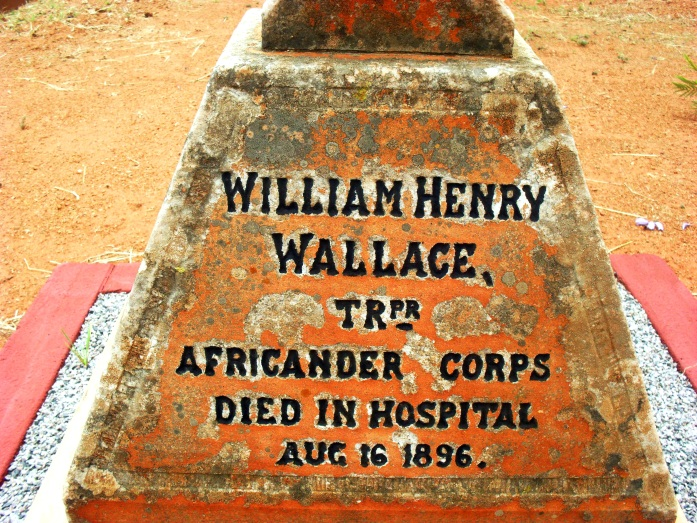 WILLIAM HENRY
WALLACE,
TRPR
AFRICANDER CORPS
DIED IN HOSPITAL
AUG 16 1896.